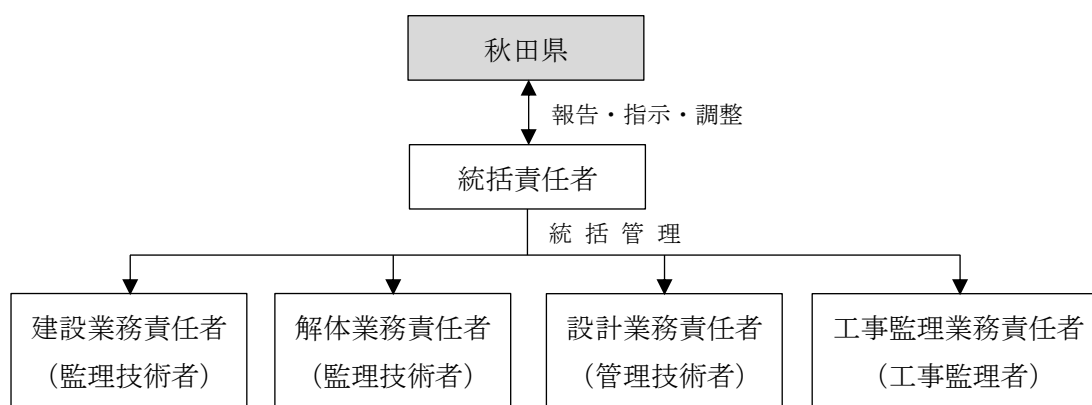 秋田県
報告・指示・調整
統括責任者
統 括 管 理
建設業務責任者
（監理技術者）
解体業務責任者
（監理技術者）
設計業務責任者
（管理技術者）
工事監理業務責任者
（工事監理者）